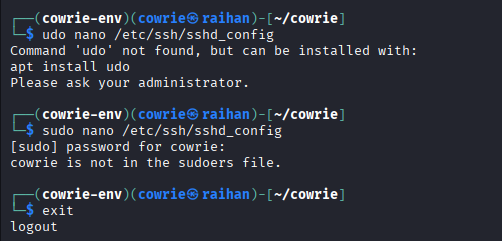 ┌──(cowrie-env)(cowrie㉿raihan)-[~/cowrie]
└─$ udo nano /etc/ssh/sshd_config
Command 'udo' not found, but can be installed with:
apt install udo
Please ask your administrator.
┌──(cowrie-env)(cowrie㉿raihan)-[~/cowrie]
└─$ sudo nano /etc/ssh/sshd_config
[sudo] password for cowrie:
cowrie is not in the sudoers file.
┌──(cowrie-env)(cowrie㉿raihan)-[~/cowrie]
└─$ exit
logout